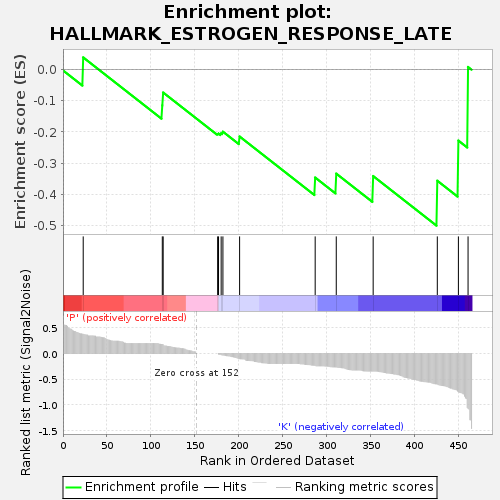 Enrichment plot:
HALLMARK_ESTROGEN_RESPONSE_LATE
Enrichment score (ES)
0.0
-0.1
-0.2
-0.3
-0.4
-0.5
'P' (positively correlated)
Ranked list metric (Signal2Noise)
0.5
0.0
-0.5
-1.0
-1.5
Zero cross at 152
'K' (negatively correlated)
0 50 100 150 200 250 300 350 400 450
Rank in Ordered Dataset
Enrichment profile Hits Ranking metric scores